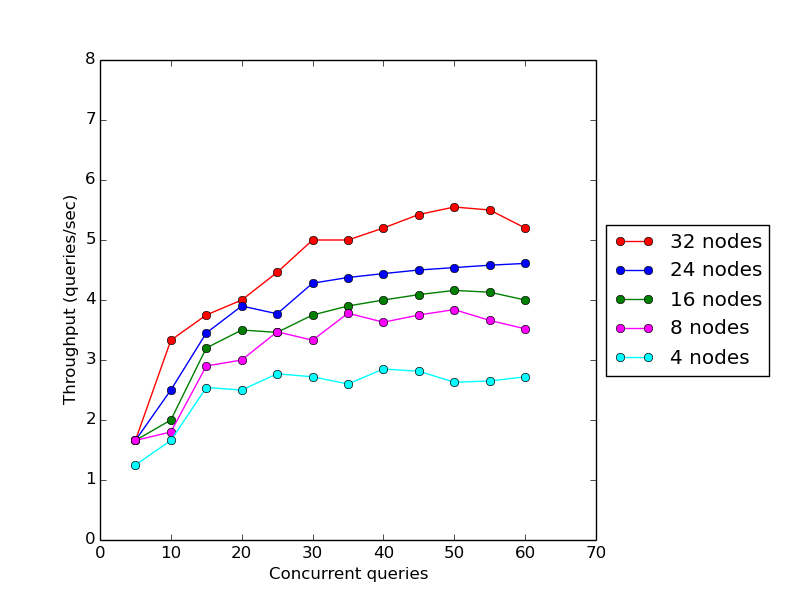 8
7
6
5
4
3
2
1
0
0 10 20 30 40 50 60 70
Throughput (queries/sec)
Concurrent queries
32 nodes
24 nodes
16 nodes
8 nodes
4 nodes